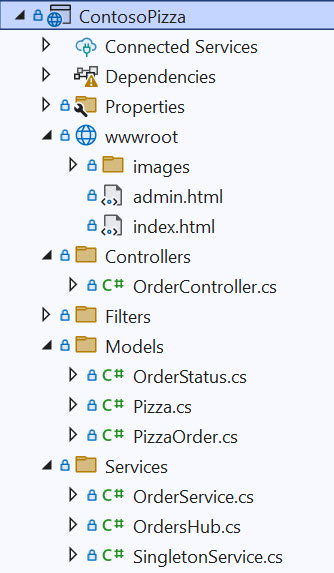 ContosoPizza
Connected Services
Dependencies
Properties
wwwroot
images
admin.html
index.html
Controllers
C# OrderController.cs
Filters
Models
C# OrderStatus.cs
C# Pizza.cs
C# PizzaOrder.cs
Services
C# OrderService.cs
C# OrdersHub.cs
C# SingletonService.cs